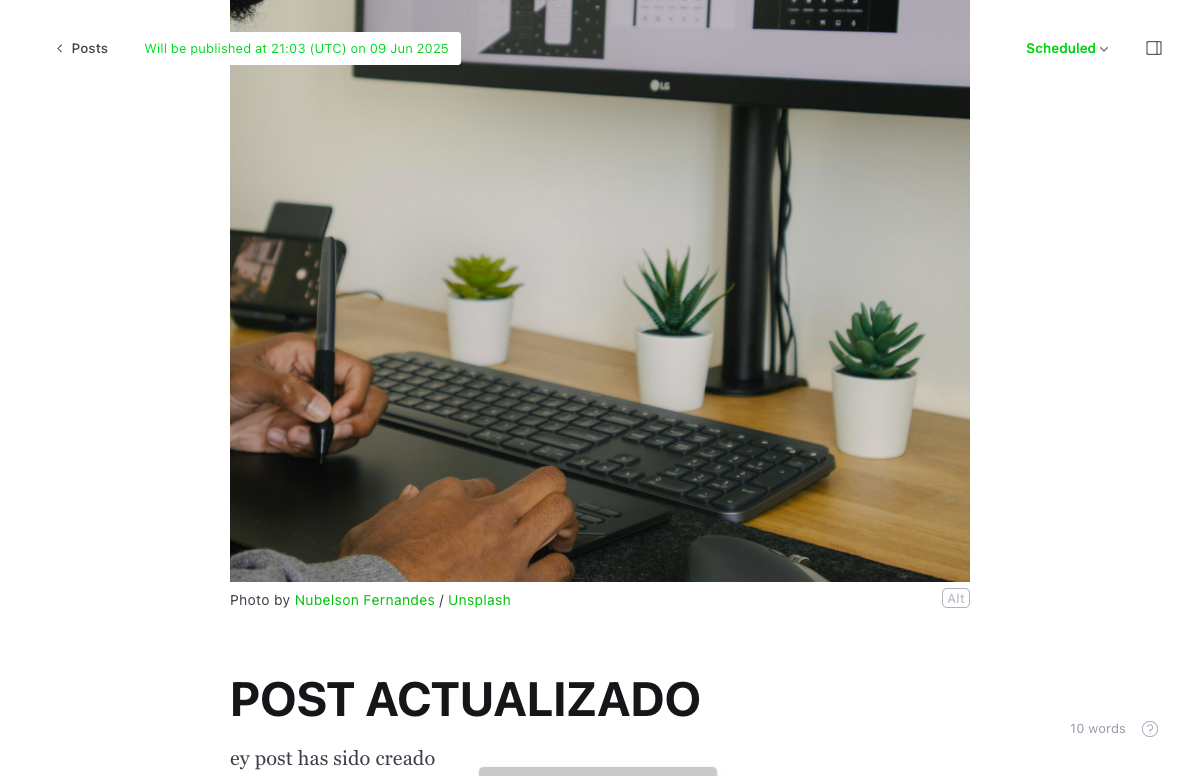 Posts
Will be published at 21:03 (UTC) on 09 Jun 2025
Scheduled
LG
Photo by Nubelson Fernandes / Unsplash
Alt
POST ACTUALIZADO
10 words
ey post has sido creado